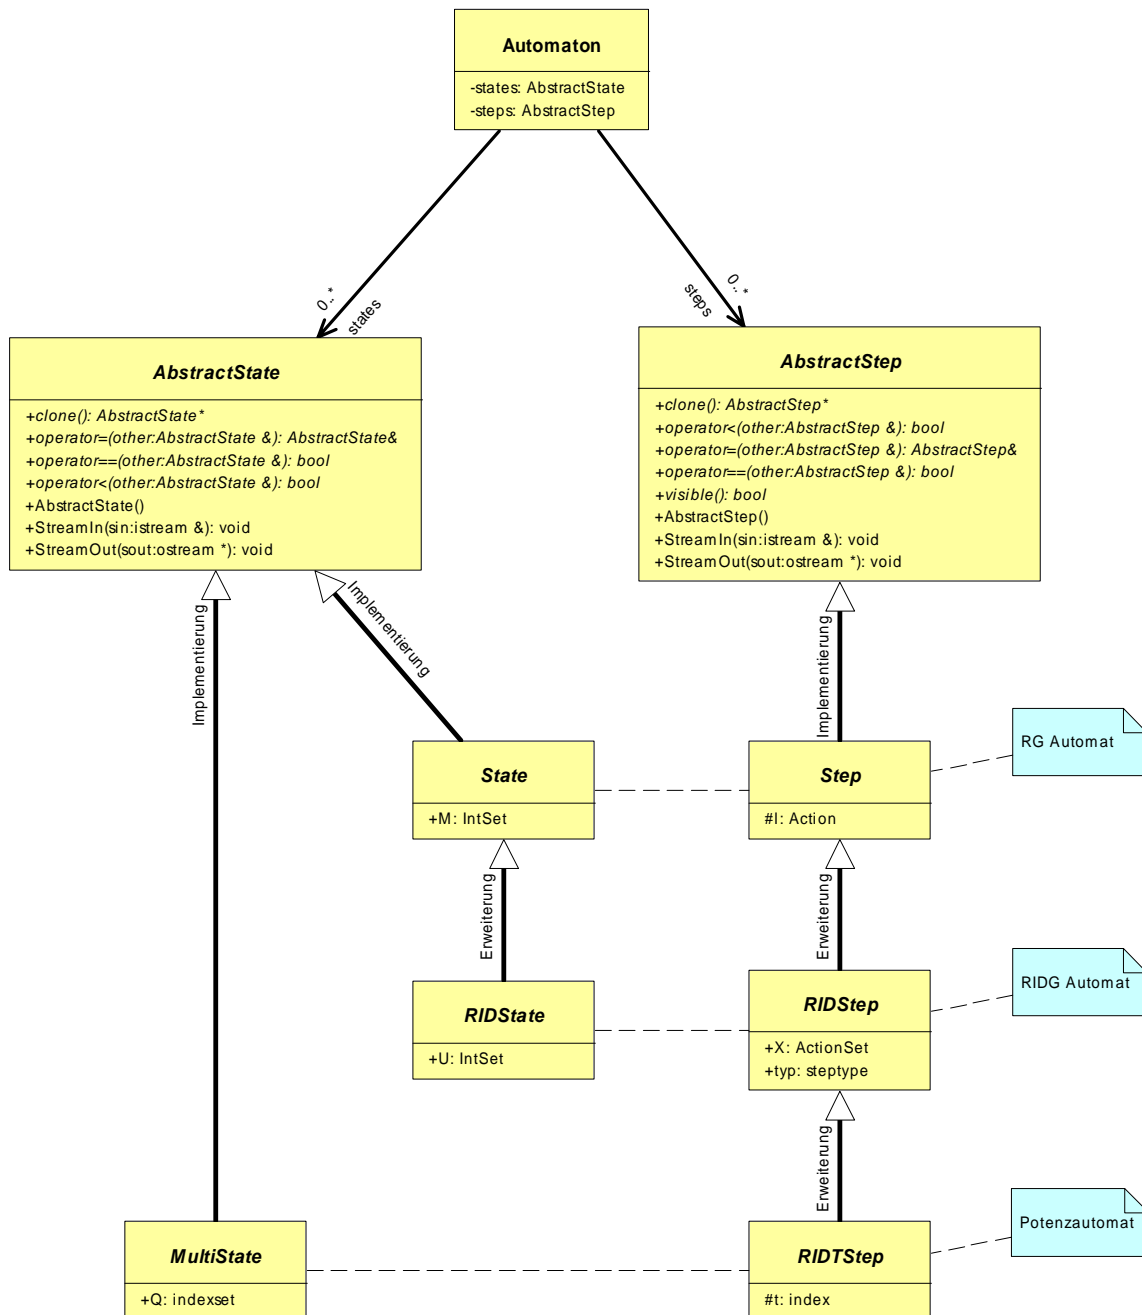 Automaton
-states: AbstractState
-steps: AbstractStep
0..*
states
0..*
steps
AbstractState
+clone(): AbstractState*
+operator=(other:AbstractState &): AbstractState&
+operator==(other:AbstractState &): bool
+operator<(other:AbstractState &): bool
+AbstractState()
+StreamIn(sin:istream &): void
+StreamOut(sout:ostream *): void
AbstractStep
+clone(): AbstractStep*
+operator<(other:AbstractStep &): bool
+operator=(other:AbstractStep &): AbstractStep&
+operator==(other:AbstractStep &): bool
+visible(): bool
+AbstractStep()
+StreamIn(sin:istream &): void
+StreamOut(sout:ostream *): void
Implementierung
Implementierung
Implementierung
State
+M: IntSet
Step
#l: Action
RG Automat
Erweiterung
Erweiterung
RIDState
+U: IntSet
RIDStep
+X: ActionSet
+typ: steptype
RIDG Automat
Erweiterung
MultiState
+Q: indexset
RIDTStep
#t: index
Potenzautomat